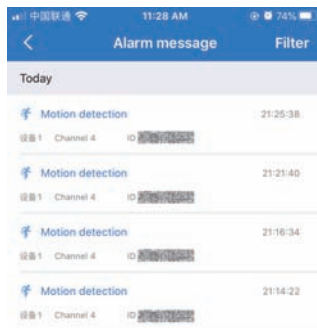 中国联通 11:28 AM 74%
Alarm message Filter
Today
Motion detection 21:25:38
设备1 Channel 4 ID
Motion detection 21:21:40
设备1 Channel 4 ID
Motion detection 21:16:34
设备1 Channel 4 ID
Motion detection 21:14:22
设备1 Channel 4 ID